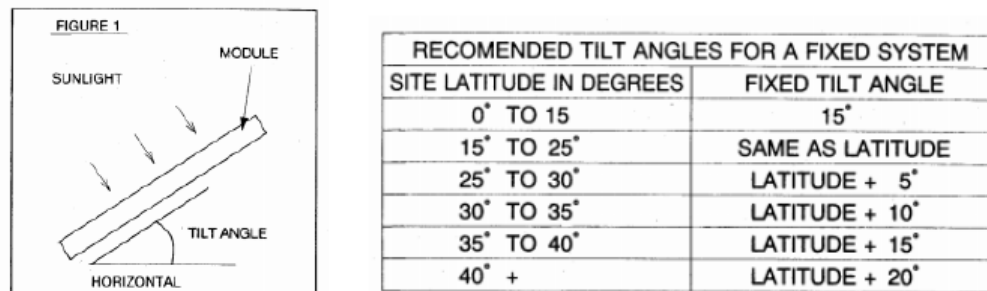 FIGURE 1
MODULE
SUNLIGHT
TILT ANGLE
HORIZONTAL
RECOMENDED TILT ANGLES FOR A FIXED SYSTEM
SITE LATITUDE IN DEGREES FIXED TILT ANGLE
0° TO 15 15°
15° TO 25° SAME AS LATITUDE
25° TO 30° LATITUDE + 5°
30° TO 35° LATITUDE + 10°
35° TO 40° LATITUDE + 15°
40° + LATITUDE + 20°